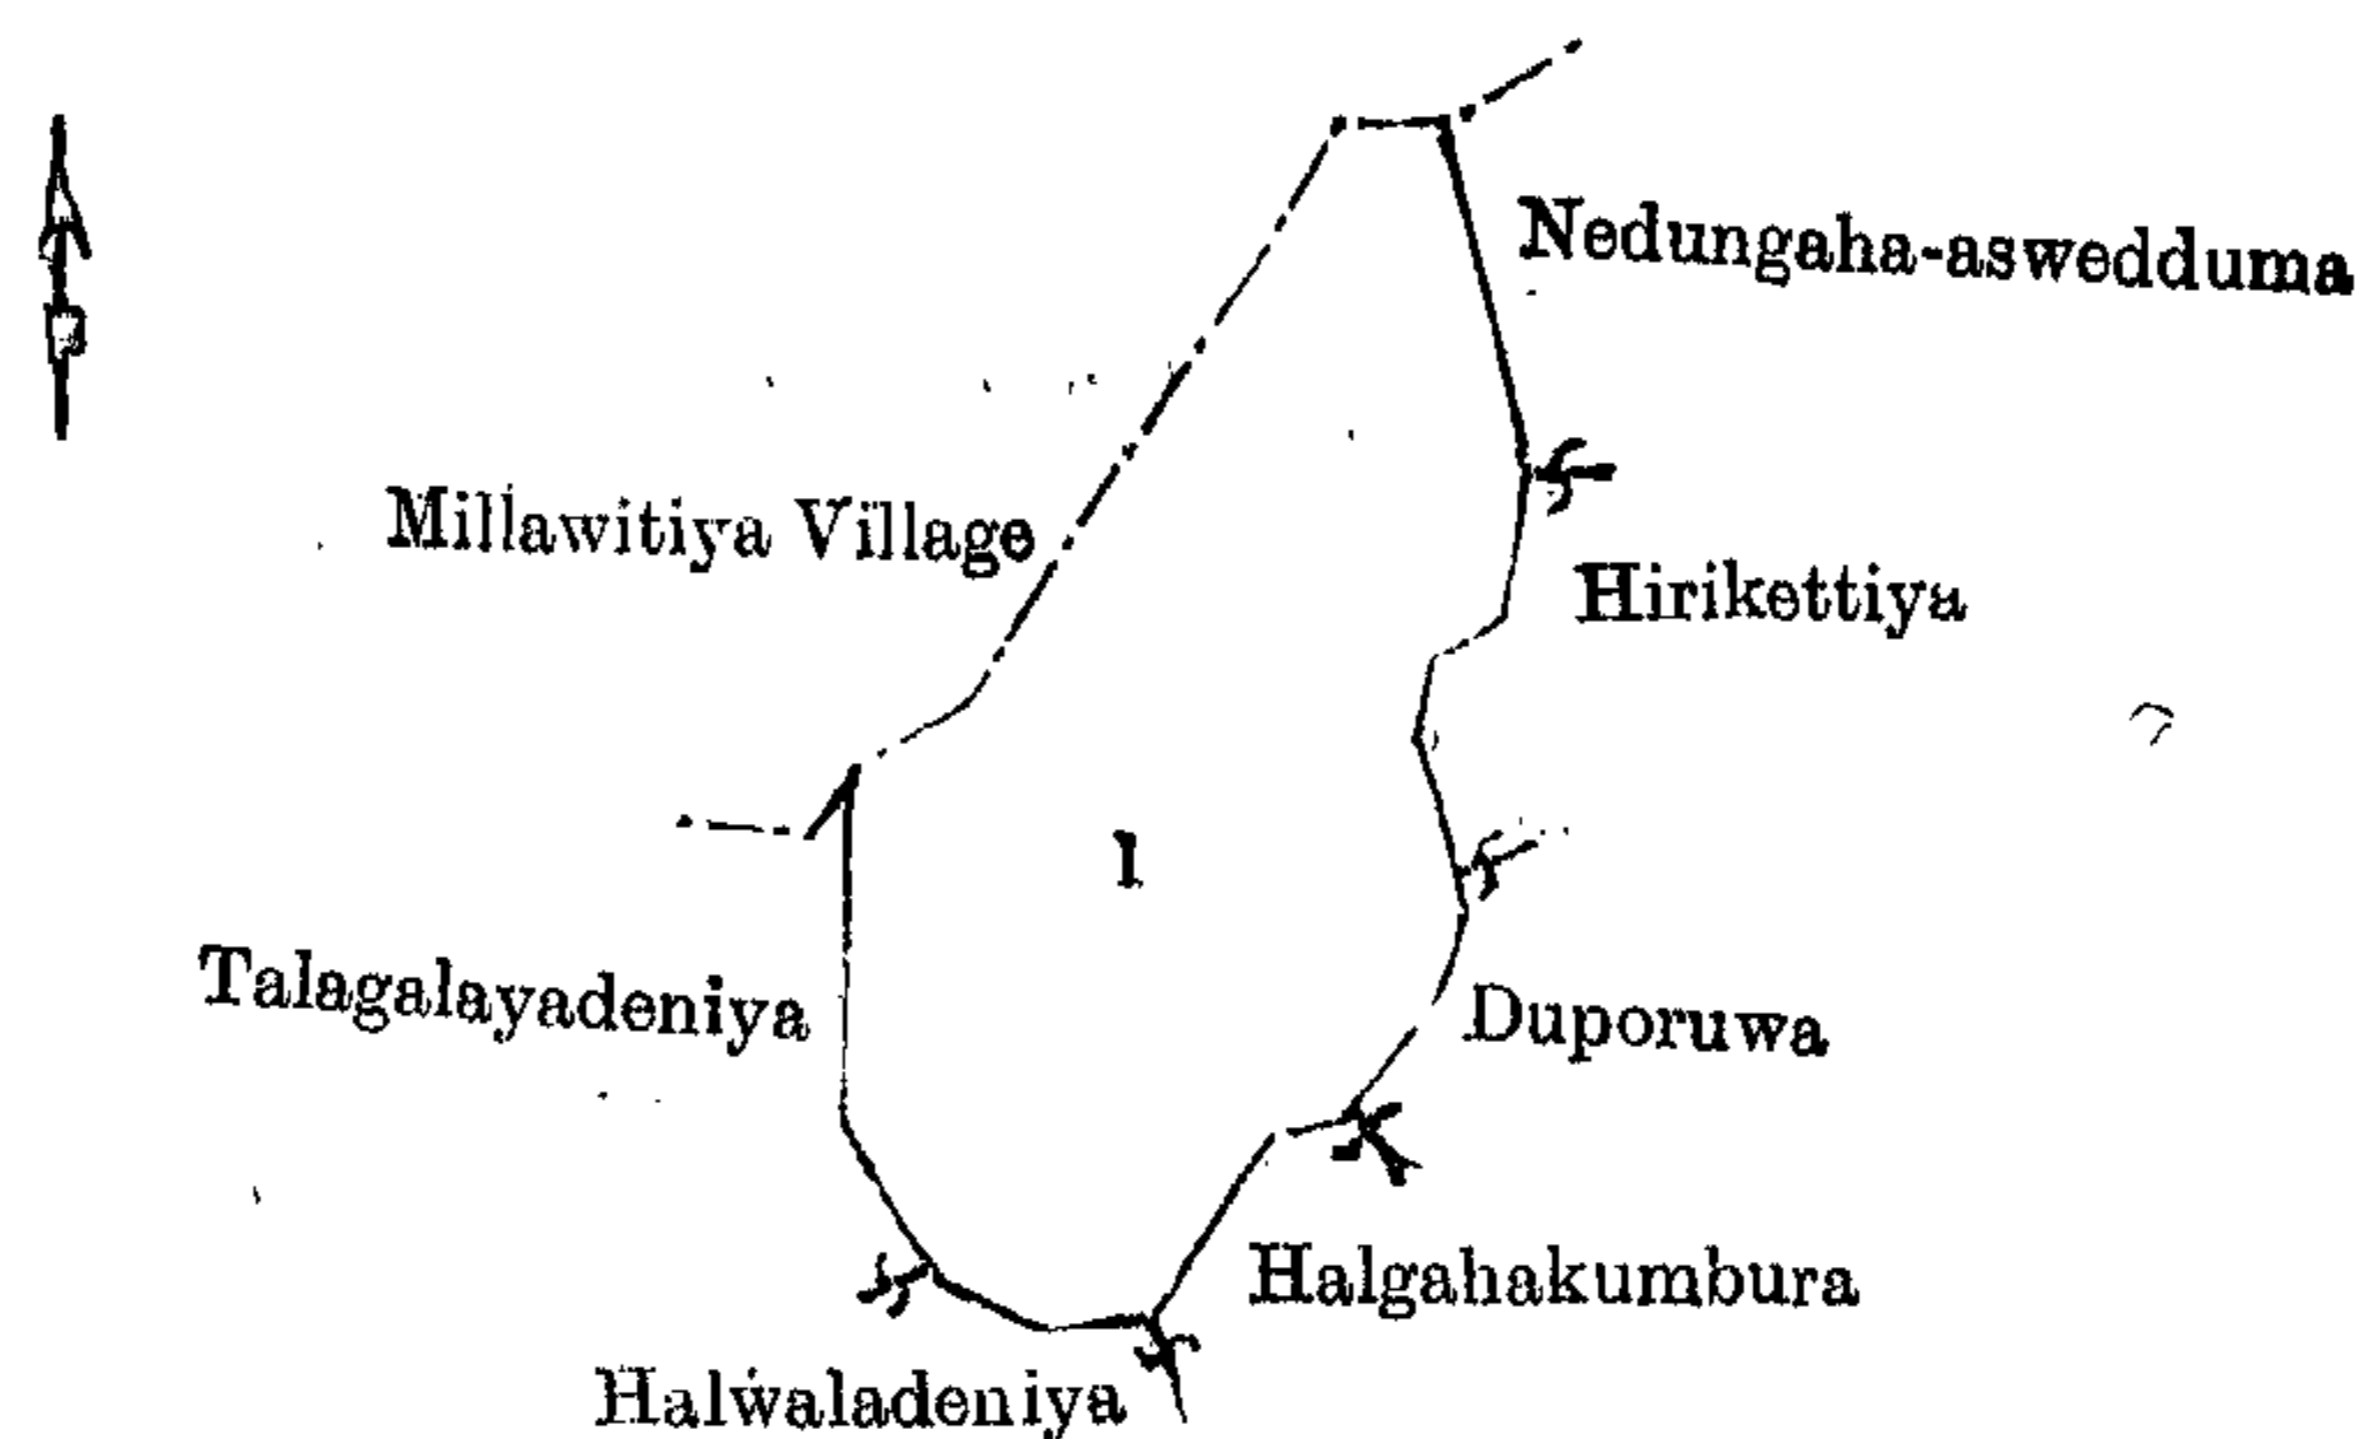 Nedungaha-aswedduma
Millawitiya Village
Hirikettiya
1
Talagalayadeniya
Duporuwa
Halgahakumbura
Halwaladeniya